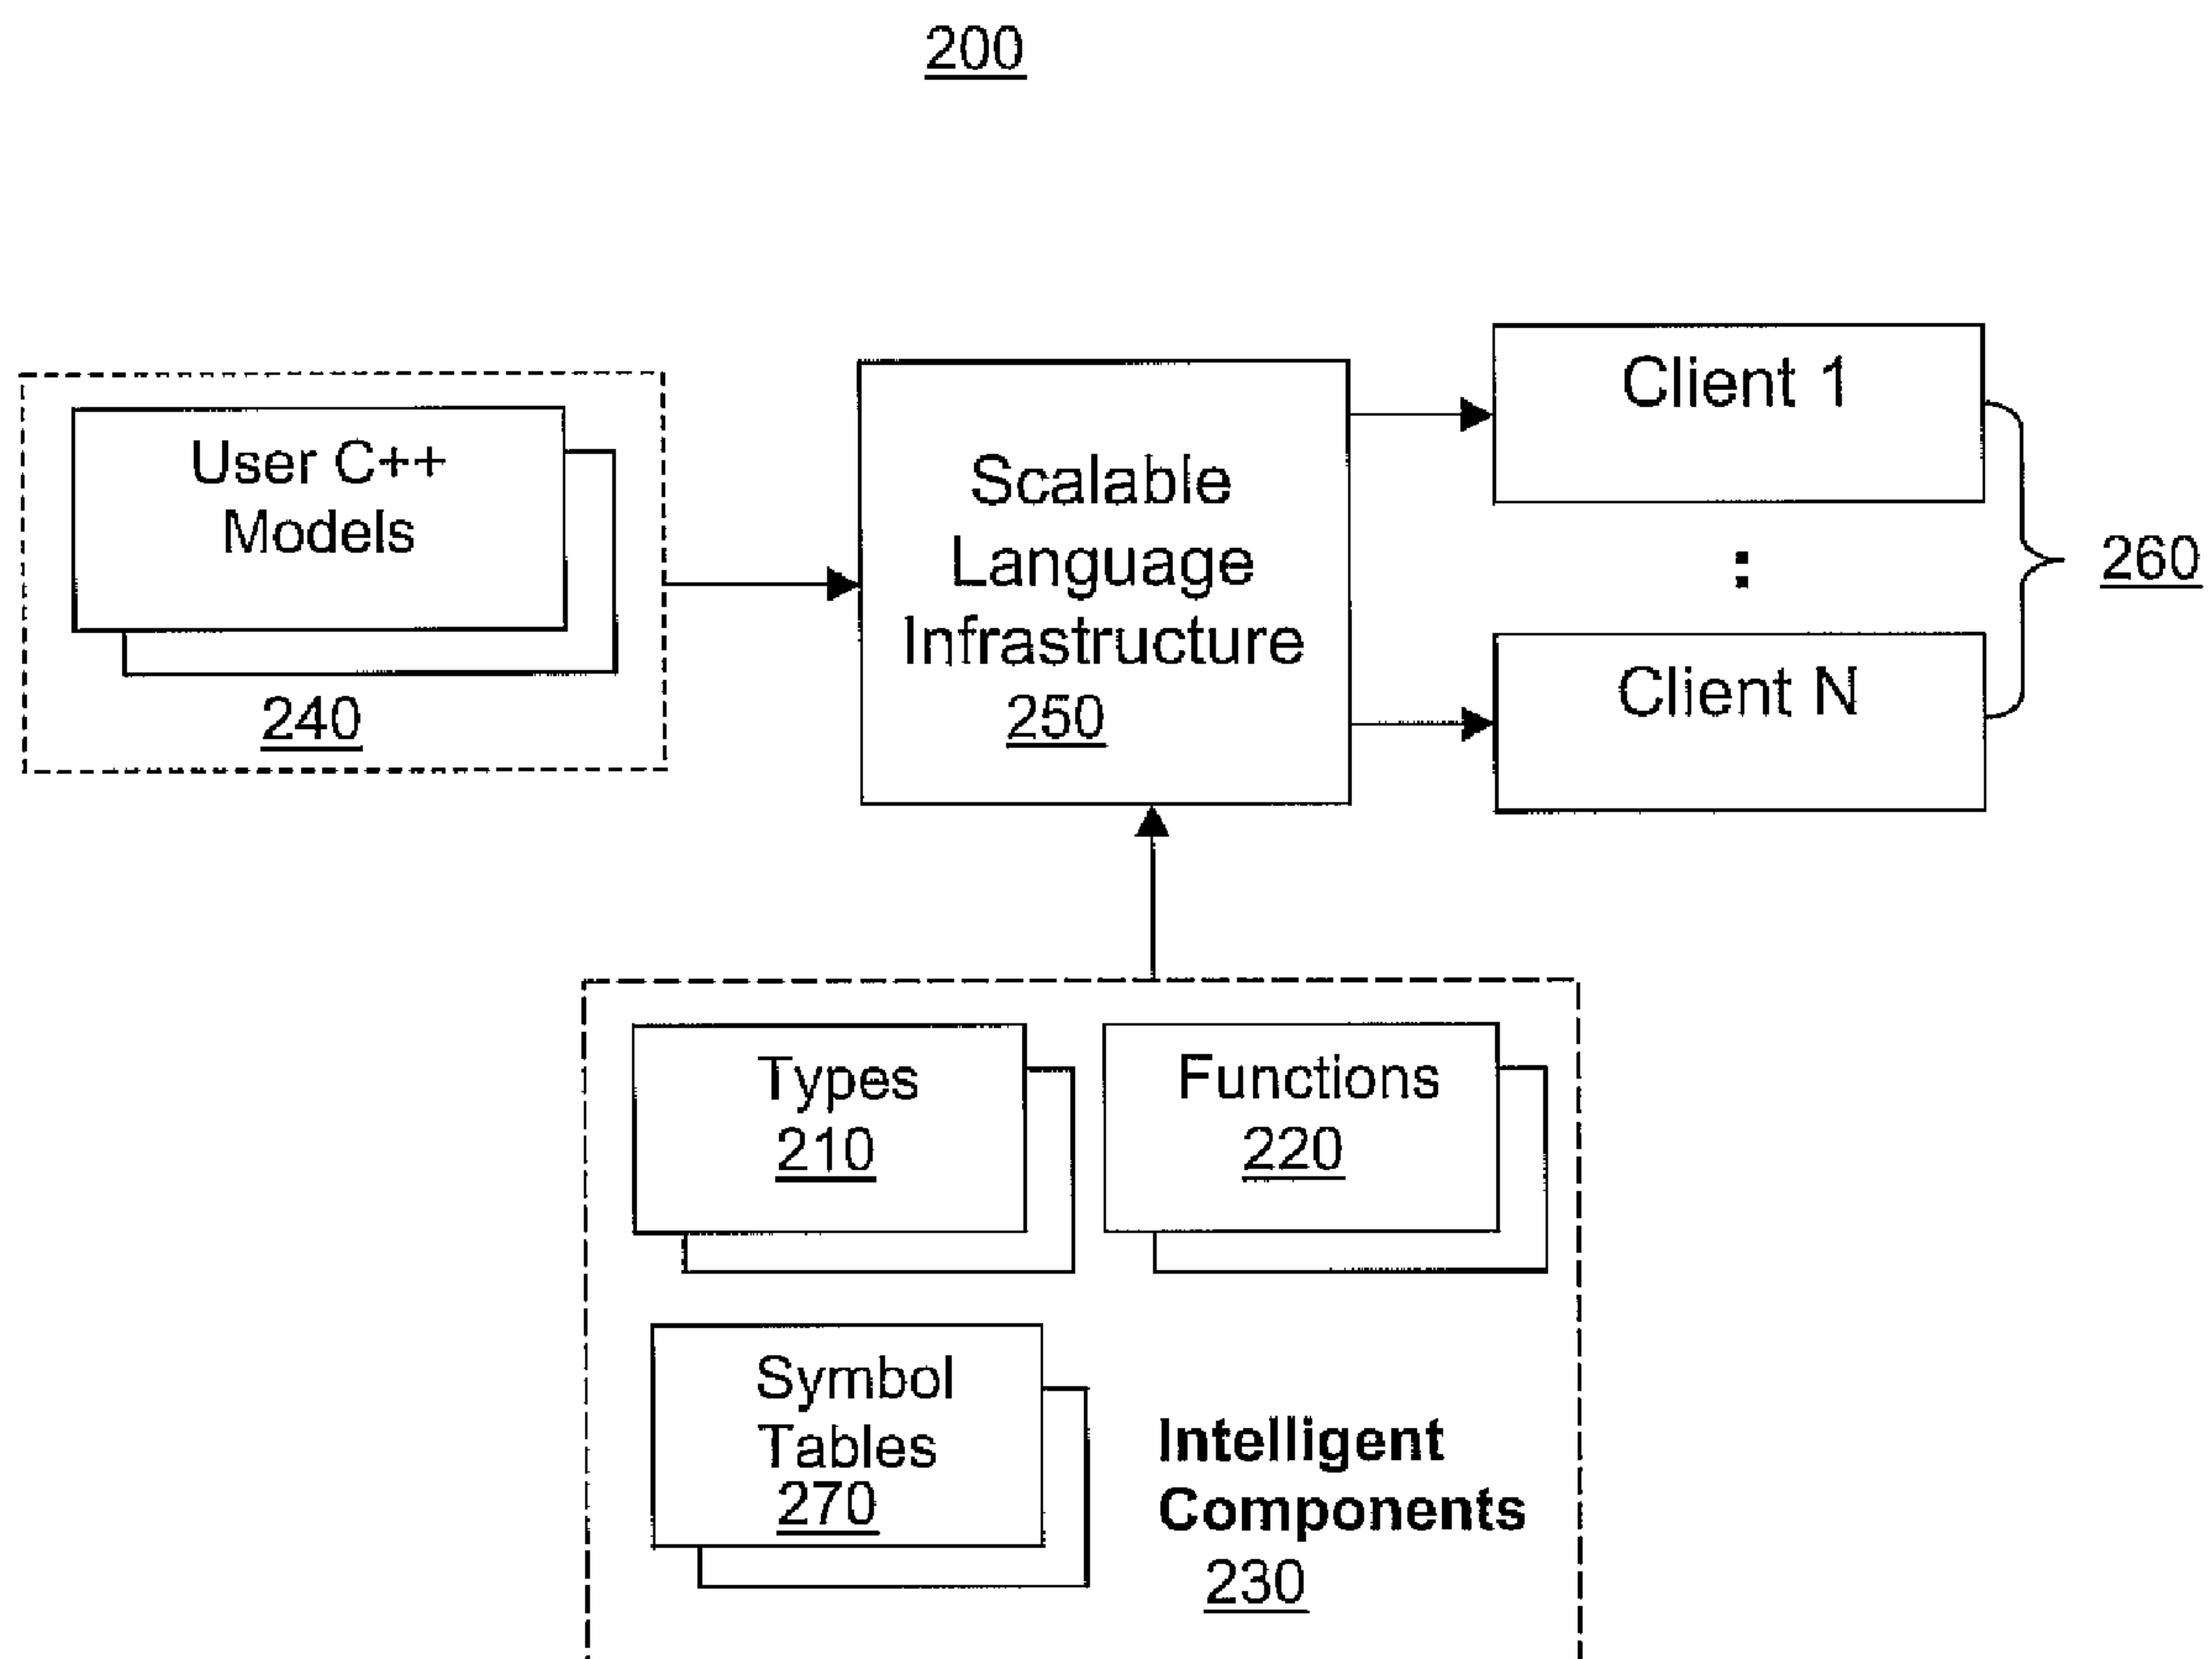 200
User C++
Models
240
Scalable
Language
Infrastructure
250
Client 1
:
Client N
260
Types
210
Functions
220
Symbol
Tables
270
Intelligent
Components
230